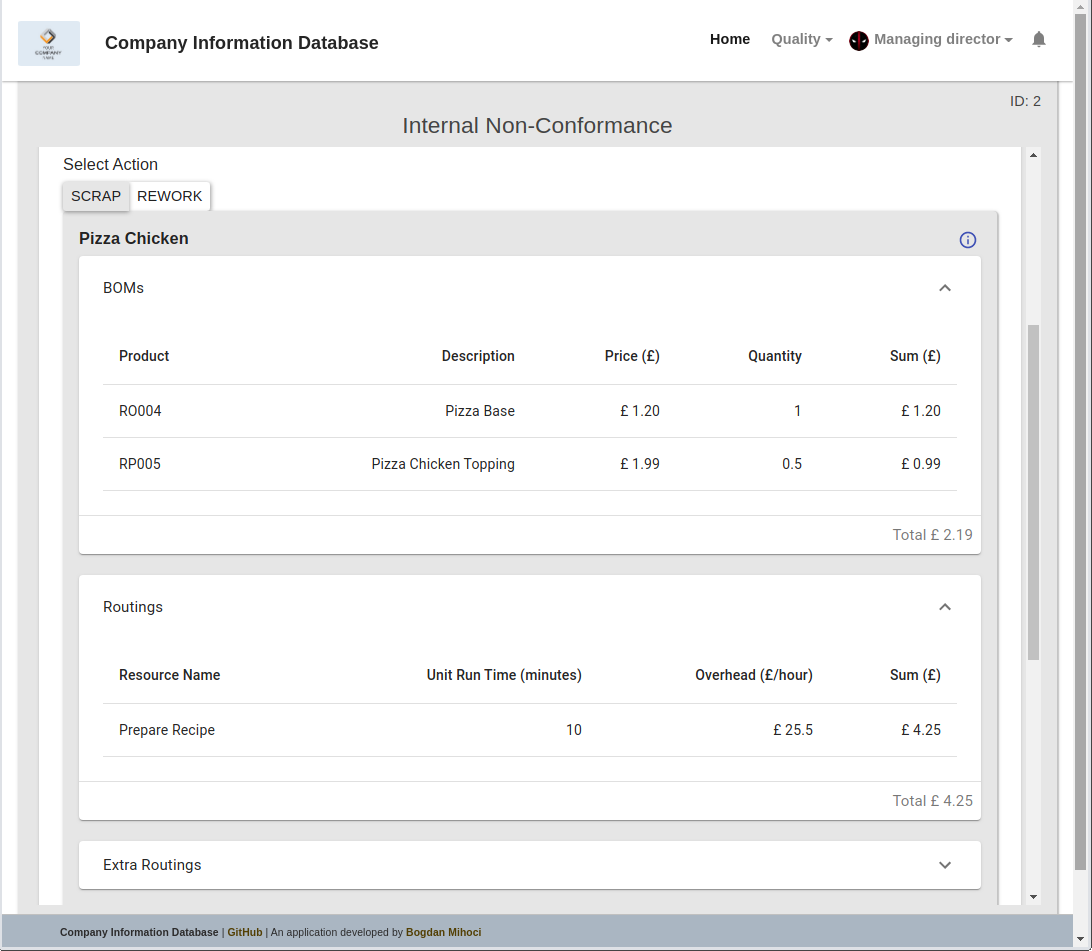 YOUR
COMPANY
Company Information Database
Home Quality Managing director
ID: 2
Internal Non-Conformance
Select Action
SCRAP REWORK
Pizza Chicken
BOMs
Product Description Price (£) Quantity Sum (£)
RO004 Pizza Base £ 1.20 1 £ 1.20
RP005 Pizza Chicken Topping £ 1.99 0.5 £ 0.99
Total £ 2.19
Routings
Resource Name Unit Run Time (minutes) Overhead (£/hour) Sum (£)
Prepare Recipe 10 £ 25.5 £ 4.25
Total £ 4.25
Extra Routings
Company Information Database | GitHub | An application developed by Bogdan Mihoci